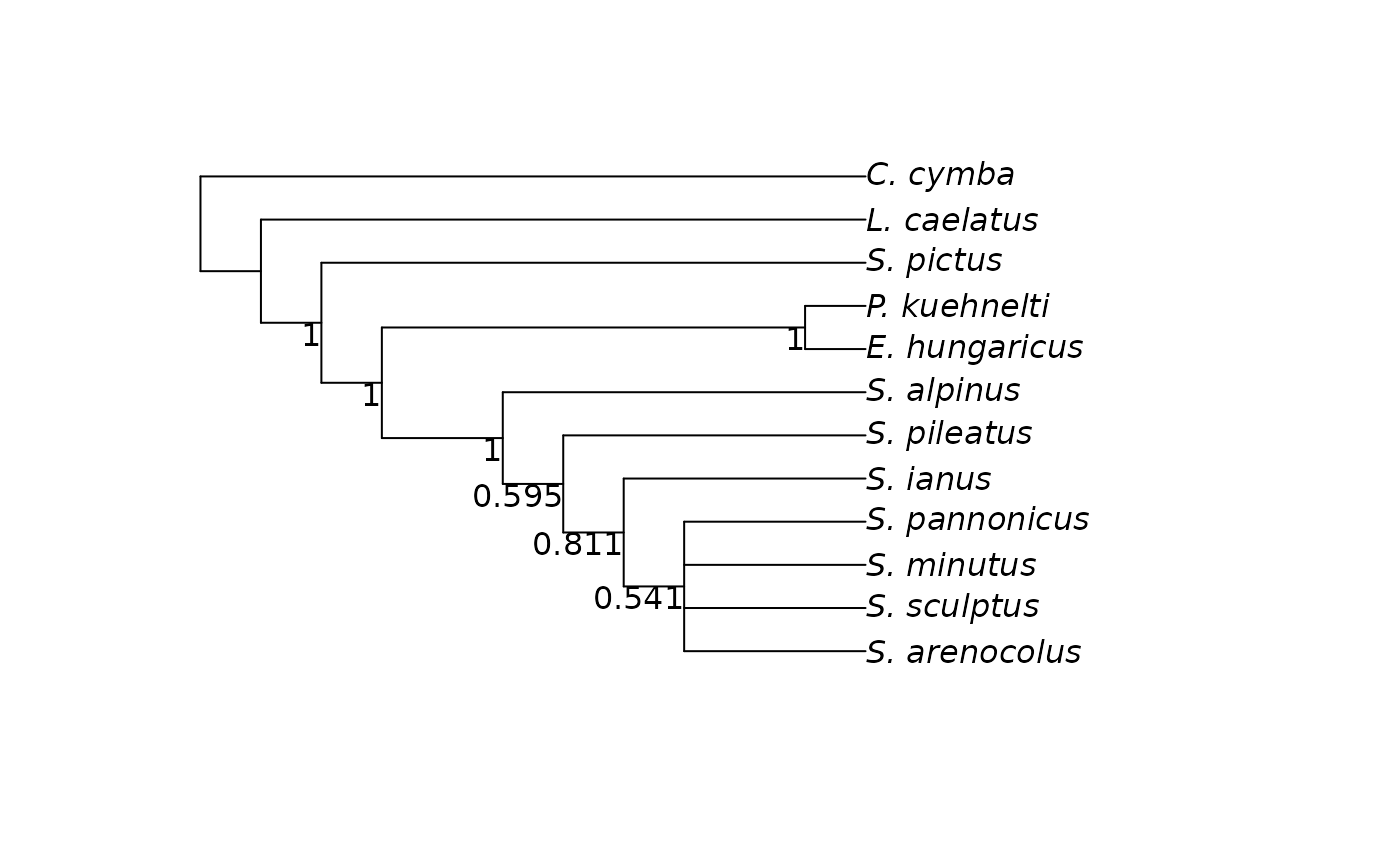 C. cymba
L. caelatus
S. pictus
P. kuehnelti
1
1
E. hungaricus
S. alpinus
1
S. pileatus
1
S. ianus
0.595
S. pannonicus
0.811
S. minutus
0.541
S. sculptus
S. arenocolus